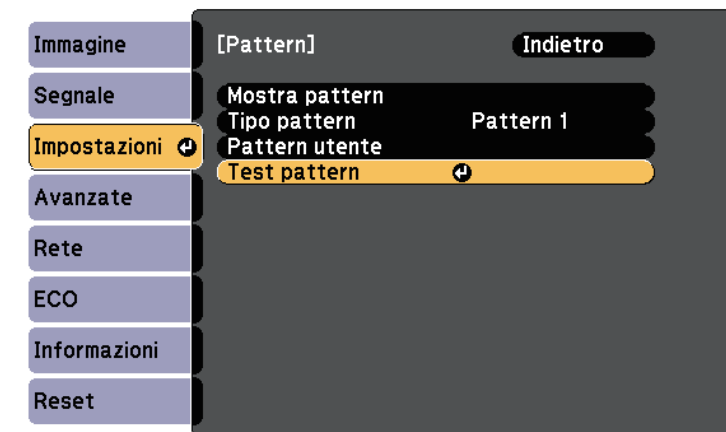 Immagine
Segnale
Impostazioni
Avanzate
Rete
ECO
Informazioni
Reset
[Pattern] Indietro
Mostra pattern
Tipo pattern Pattern 1
Pattern utente
Test pattern